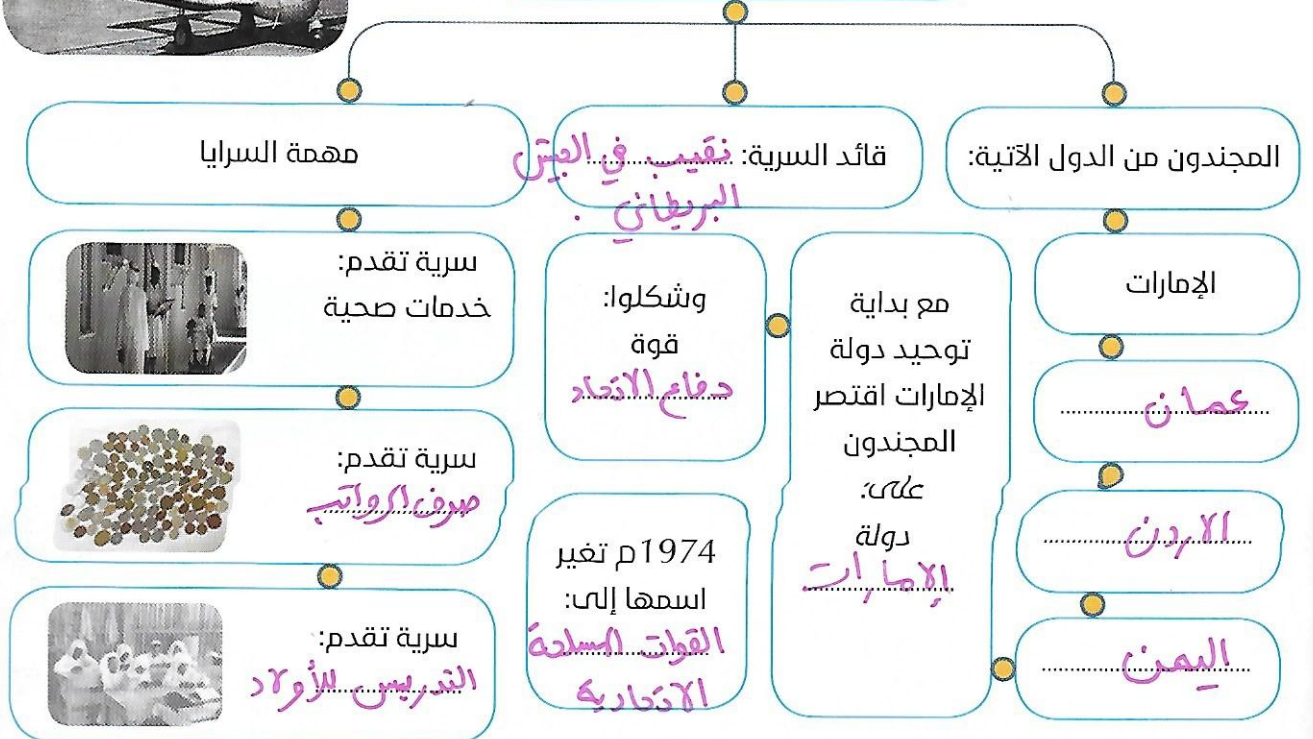 المجندون من الدول الآتية:
الإمارات
عمان
الاردن
اليمن
قائد السرية: نقيب في الجيش
البريطاني .
مع بداية
توحيد دولة
الإمارات اقتصر
المجندون
على:
دولة
الإمارات
وشكلوا:
قوة
دفاع الاتحاد
1974م تغير
اسمها إلى:
القوات المسلحة
الاتحادية
مهمة السرايا
سرية تقدم:
خدمات صحية
سرية تقدم:
صرف الرواتب
سرية تقدم:
التدريس للأولاد